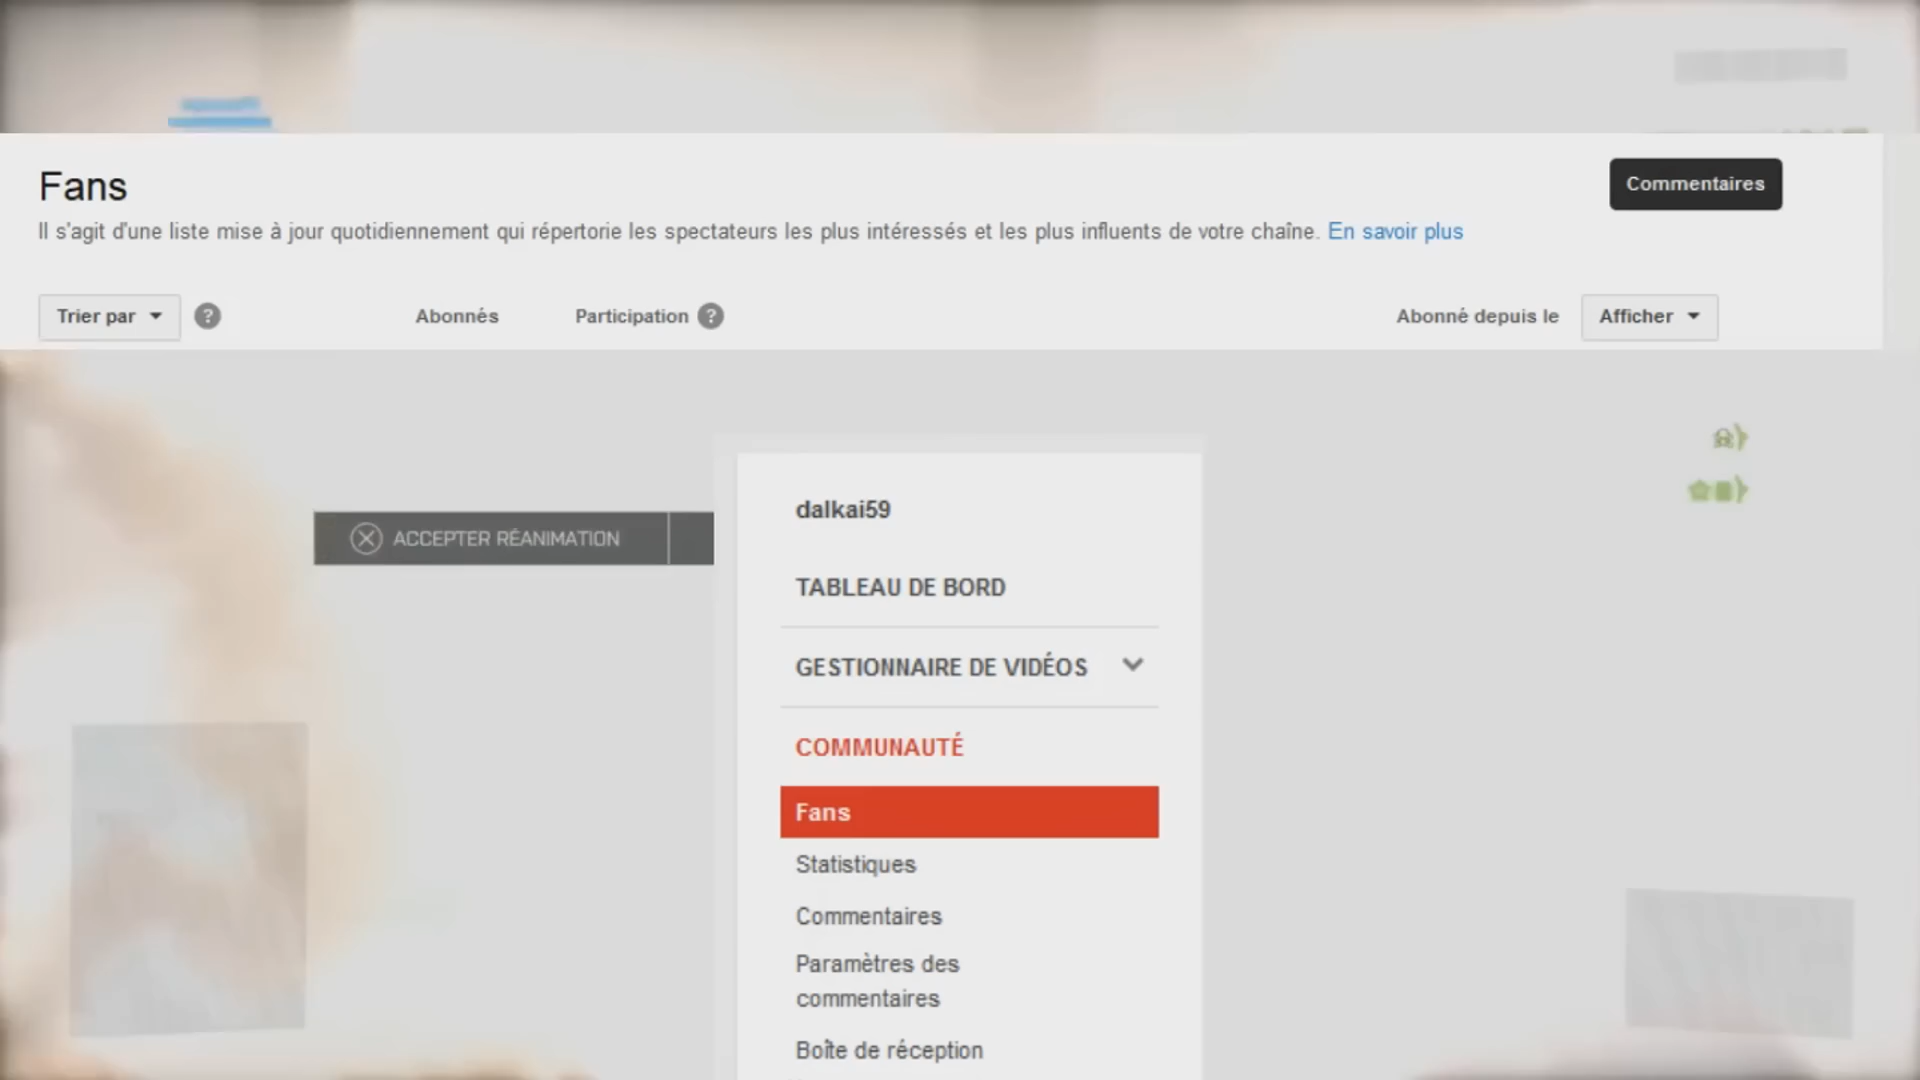 Fans
Commentaires
Il s'agit d'une liste mise à jour quotidiennement qui répertorie les spectateurs les plus intéressés et les plus influents de votre chaîne. En savoir plus
Trier par ? Abonnés Participation ? Abonné depuis le Afficher
dalkai59
ACCEPTER RÉANIMATION
TABLEAU DE BORD
GESTIONNAIRE DE VIDÉOS
COMMUNAUTÉ
Fans
Statistiques
Commentaires
Paramètres des
commentaires
Boîte de réception